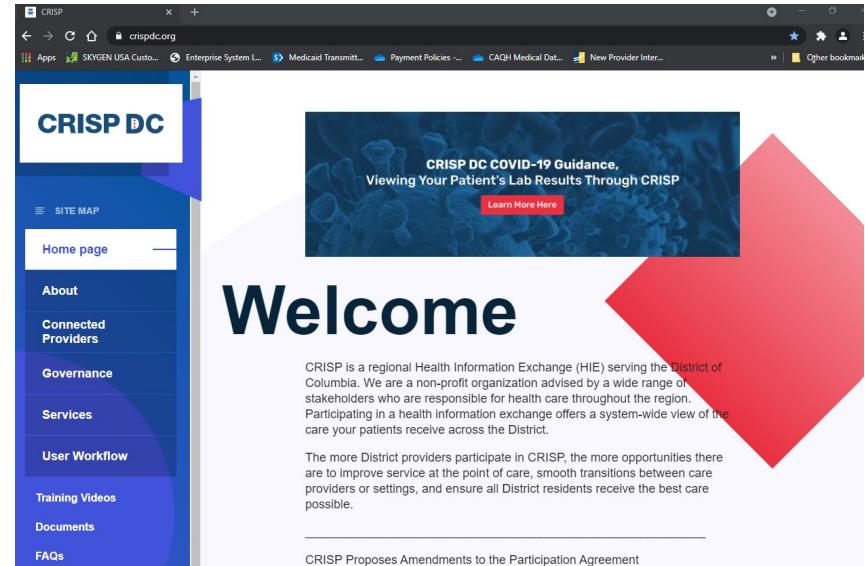 CRISP
crispdc.org
Apps SKYGEN USA Custo... Enterprise System L... Medicaid Transmitt... Payment Policies -... CAQH Medical Dat... New Provider Inter... » Other bookmark
CRISP DC
SITE MAP
Home page
About
Connected
Providers
Governance
Services
User Workflow
Training Videos
Documents
FAQs
CRISP DC COVID-19 Guidance,
Viewing Your Patient's Lab Results Through CRISP
Learn More Here
Welcome
CRISP is a regional Health Information Exchange (HIE) serving the District of
Columbia. We are a non-profit organization advised by a wide range of
stakeholders who are responsible for health care throughout the region.
Participating in a health information exchange offers a system-wide view of the
care your patients receive across the District.
The more District providers participate in CRISP, the more opportunities there
are to improve service at the point of care, smooth transitions between care
providers or settings, and ensure all District residents receive the best care
possible.
CRISP Proposes Amendments to the Participation Agreement